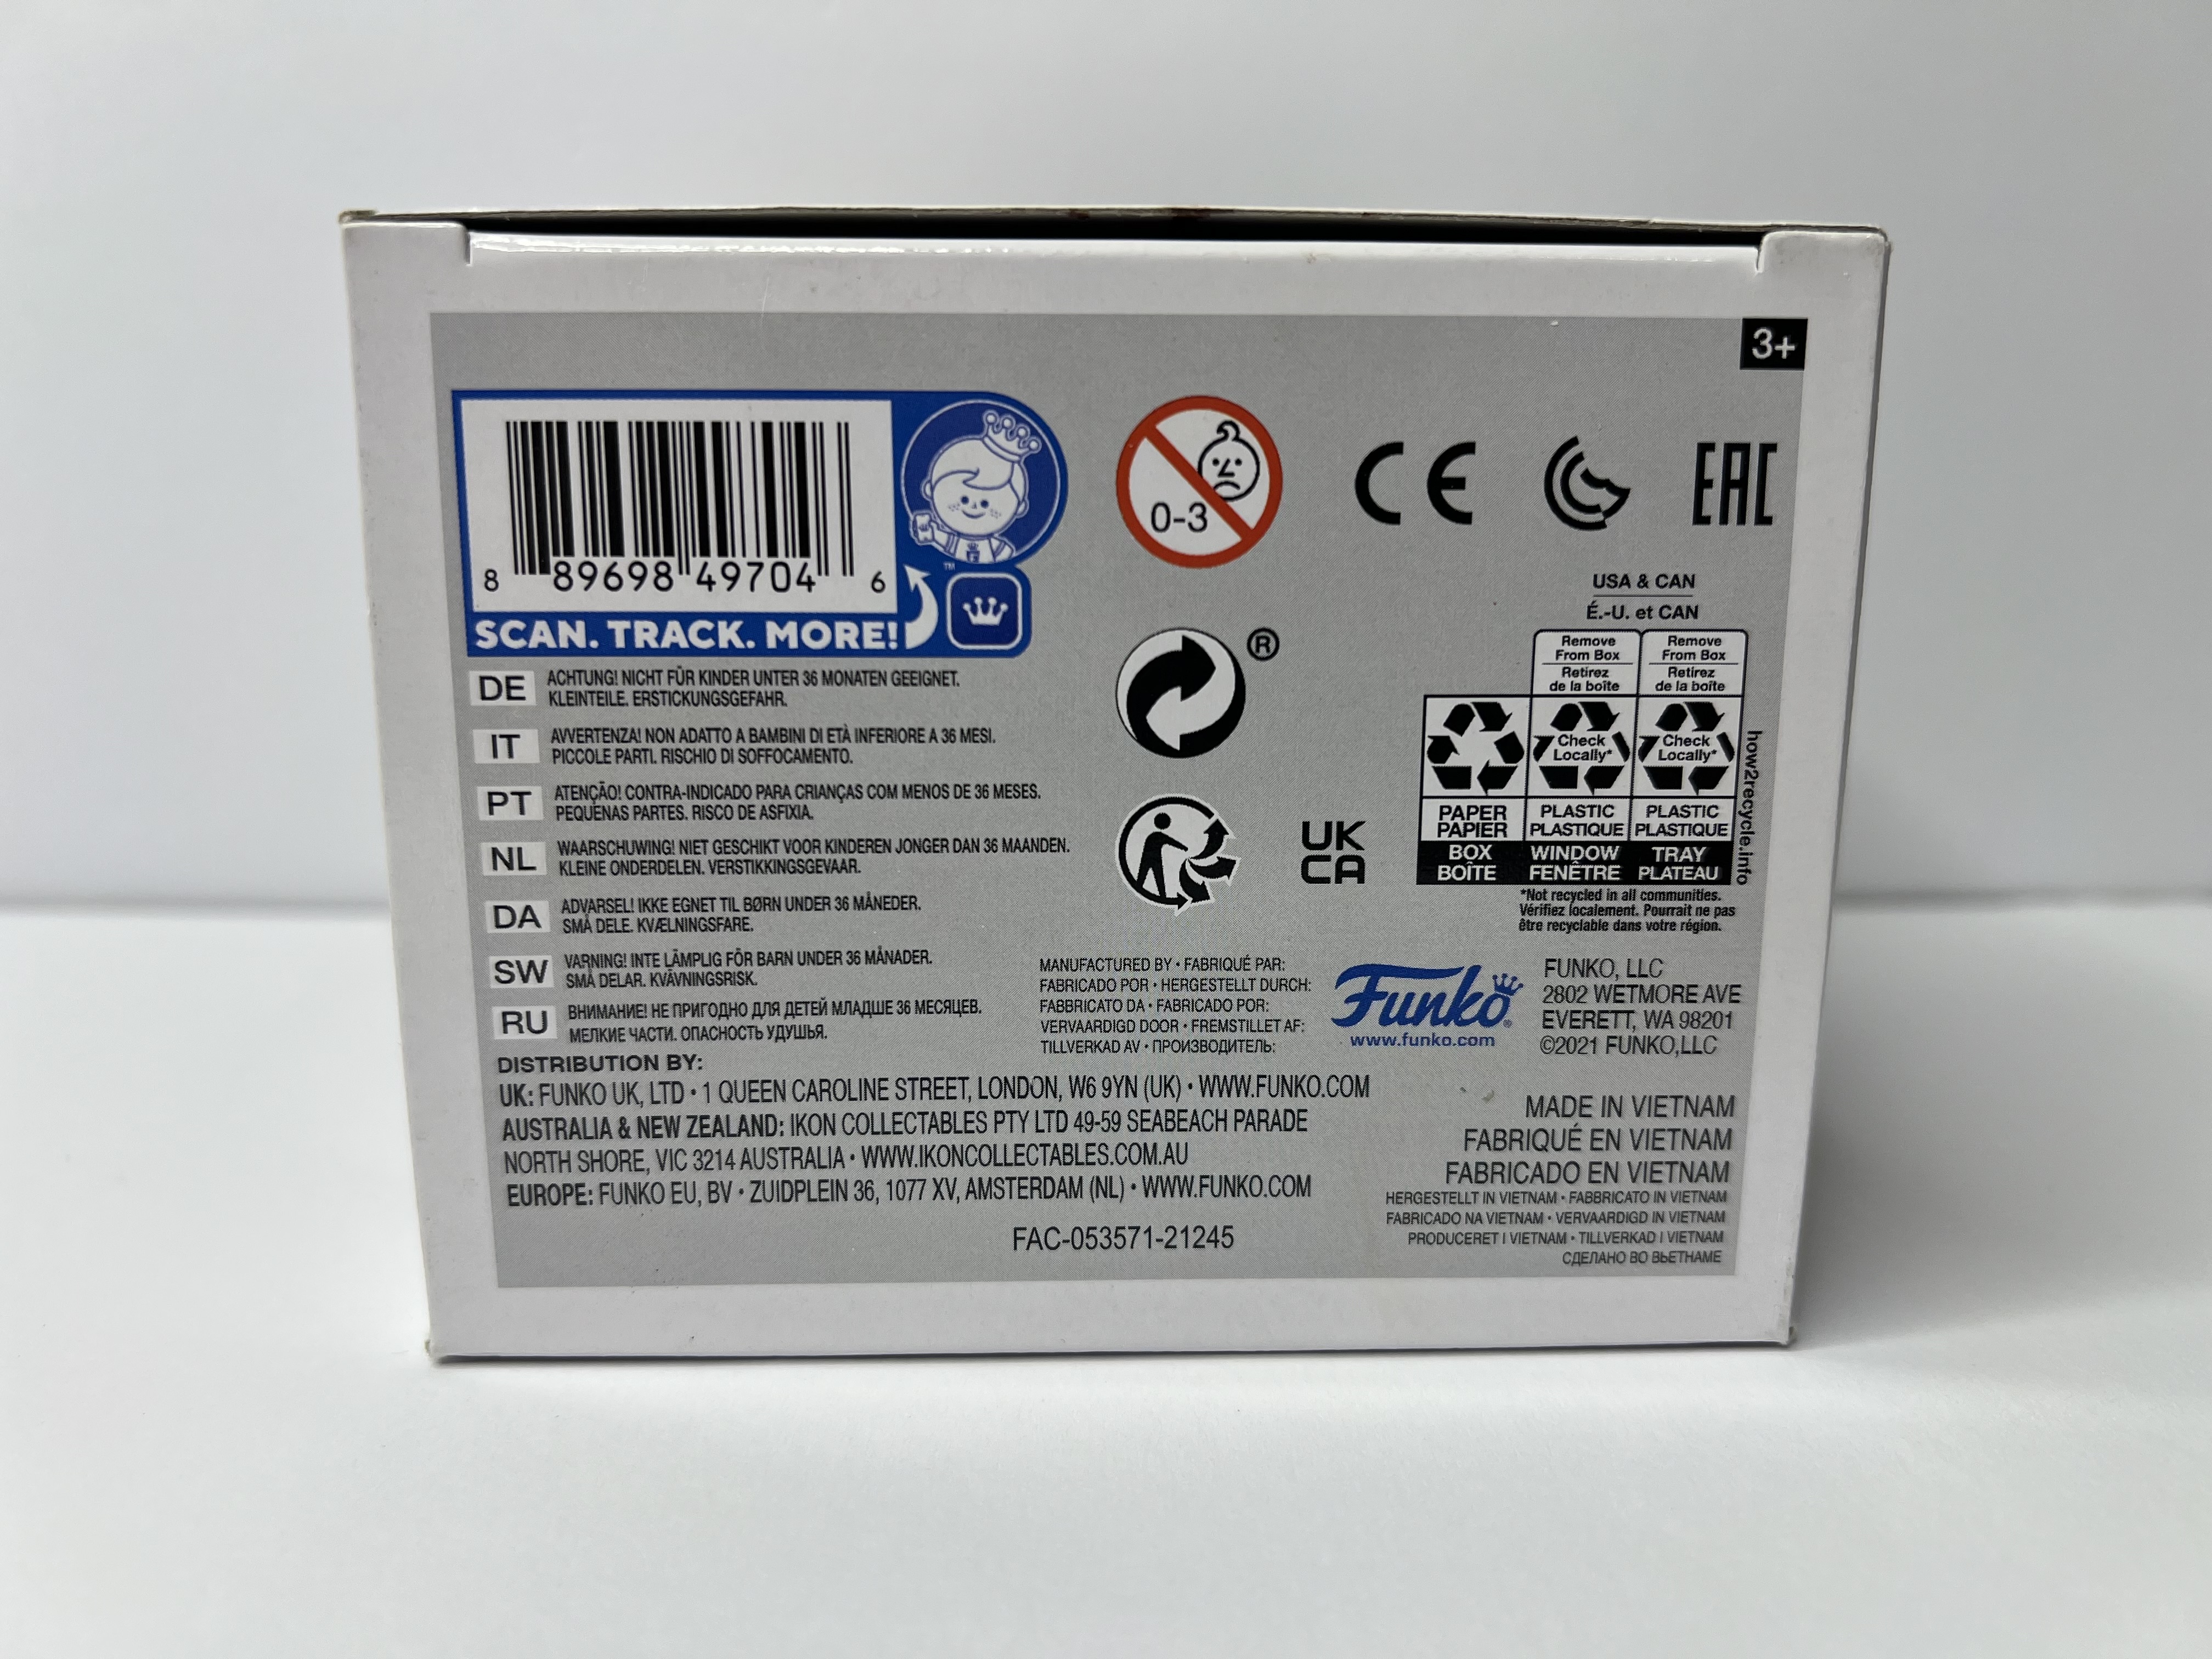 3+
8 89698 49704 6
™
SCAN. TRACK. MORE!
0-3
CE
EAC
®
USA & CAN
É.-U. et CAN
Remove From Box
Retirez de la boîte
Remove From Box
Retirez de la boîte
Check Locally*
Check Locally*
PAPER PAPIER
PLASTIC PLASTIQUE
PLASTIC PLASTIQUE
BOX BOÎTE
WINDOW FENÊTRE
TRAY PLATEAU
how2recycle.info
*Not recycled in all communities.
Vérifiez localement. Pourrait ne pas
être recyclable dans votre région.
UK
CA
DE ACHTUNG! NICHT FÜR KINDER UNTER 36 MONATEN GEEIGNET.
KLEINTEILE. ERSTICKUNGSGEFAHR.
IT AVVERTENZA! NON ADATTO A BAMBINI DI ETÀ INFERIORE A 36 MESI.
PICCOLE PARTI. RISCHIO DI SOFFOCAMENTO.
PT ATENÇÃO! CONTRA-INDICADO PARA CRIANÇAS COM MENOS DE 36 MESES.
PEQUENAS PARTES. RISCO DE ASFIXIA.
NL WAARSCHUWING! NIET GESCHIKT VOOR KINDEREN JONGER DAN 36 MAANDEN.
KLEINE ONDERDELEN. VERSTIKKINGSGEVAAR.
DA ADVARSEL! IKKE EGNET TIL BØRN UNDER 36 MÅNEDER.
SMÅ DELE. KVÆLNINGSFARE.
SW VARNING! INTE LÄMPLIG FÖR BARN UNDER 36 MÅNADER.
SMÅ DELAR. KVÄVNINGSRISK.
RU ВНИМАНИЕ! НЕ ПРИГОДНО ДЛЯ ДЕТЕЙ МЛАДШЕ 36 МЕСЯЦЕВ.
МЕЛКИЕ ЧАСТИ. ОПАСНОСТЬ УДУШЬЯ.
MANUFACTURED BY • FABRIQUÉ PAR:
FABRICADO POR • HERGESTELLT DURCH:
FABBRICATO DA • FABRICADO POR:
VERVAARDIGD DOOR • FREMSTILLET AF:
TILLVERKAD AV • ПРОИЗВОДИТЕЛЬ:
Funko®
www.funko.com
FUNKO, LLC
2802 WETMORE AVE
EVERETT, WA 98201
©2021 FUNKO,LLC
DISTRIBUTION BY:
UK: FUNKO UK, LTD • 1 QUEEN CAROLINE STREET, LONDON, W6 9YN (UK) • WWW.FUNKO.COM
AUSTRALIA & NEW ZEALAND: IKON COLLECTABLES PTY LTD 49-59 SEABEACH PARADE
NORTH SHORE, VIC 3214 AUSTRALIA • WWW.IKONCOLLECTABLES.COM.AU
EUROPE: FUNKO EU, BV • ZUIDPLEIN 36, 1077 XV, AMSTERDAM (NL) • WWW.FUNKO.COM
FAC-053571-21245
MADE IN VIETNAM
FABRIQUÉ EN VIETNAM
FABRICADO EN VIETNAM
HERGESTELLT IN VIETNAM • FABBRICATO IN VIETNAM
FABRICADO NA VIETNAM • VERVAARDIGD IN VIETNAM
PRODUCERET I VIETNAM • TILLVERKAD I VIETNAM
СДЕЛАНО ВО ВЬЕТНАМЕ